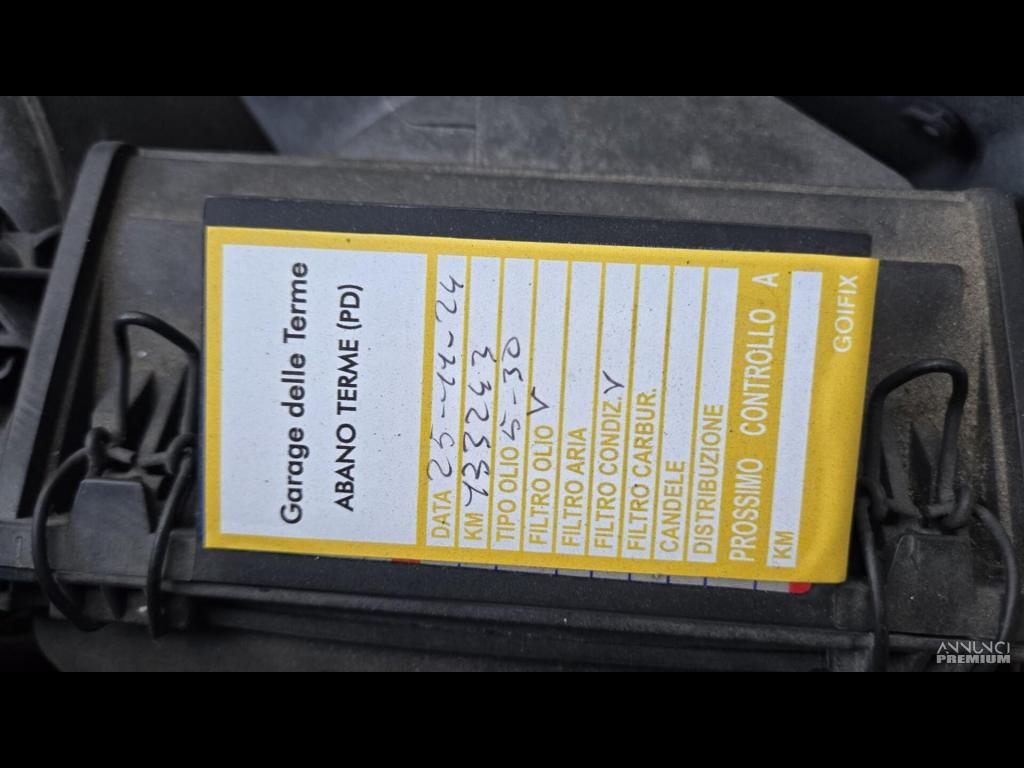 Garage delle Terme
ABANO TERME (PD)
DATA 25-11-24
KM 133243
TIPO OLIO 5-30
FILTRO OLIO V
FILTRO ARIA
FILTRO CONDIZ. V
FILTRO CARBUR.
CANDELE
DISTRIBUZIONE
PROSSIMO CONTROLLO A
KM
GOIFIX
ANNUNCI
PREMIUM